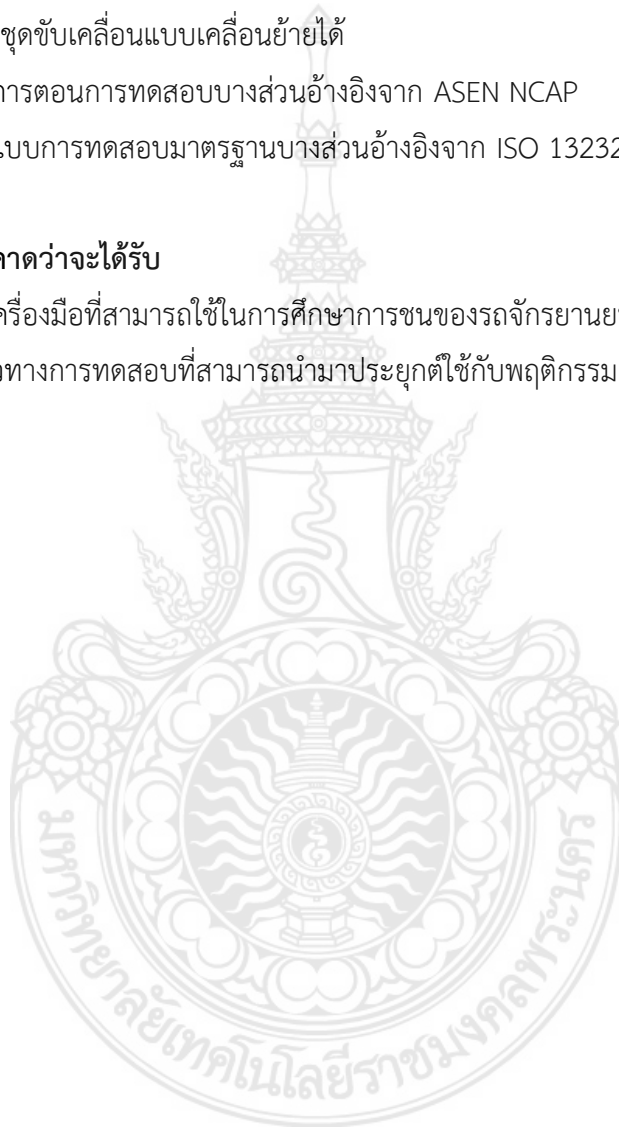 ชุดขับเคลื่อนแบบเคลื่อนย้ายได้
การตอนการทดสอบบางส่วนอ้างอิงจาก ASEN NCAP
แบบการทดสอบมาตรฐานบางส่วนอ้างอิงจาก ISO 13232
คาดว่าจะได้รับ
ครื่องมือที่สามารถใช้ในการศึกษาการชนของรถจักรยานย
วทางการทดสอบที่สามารถนำมาประยุกต์ใช้กับพฤติกรรม
มหาวิทยาลัยเทคโนโลยีราชมงคลพระนคร